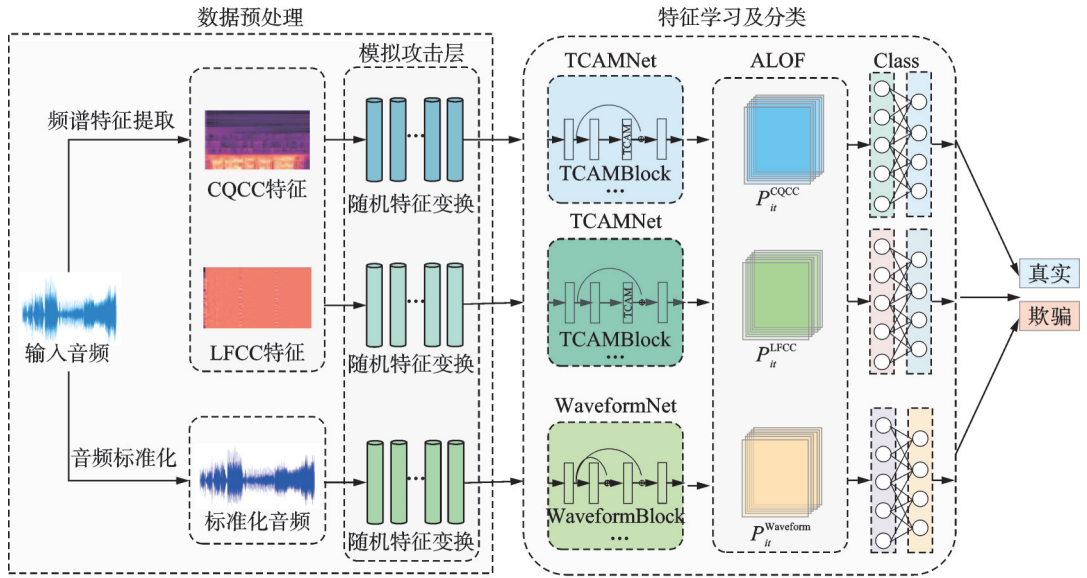 数据预处理
特征学习及分类
模拟攻击层
TCAMNet
ALOF
Class
频谱特征提取
CQCC特征
随机特征变换
TCAM
TCAMBlock
...
P_it^CQCC
TCAMNet
输入音频
LFCC特征
随机特征变换
TCAM
TCAMBlock
...
P_it^LFCC
真实
欺骗
WaveformNet
音频标准化
标准化音频
随机特征变换
WaveformBlock
...
P_it^Waveform